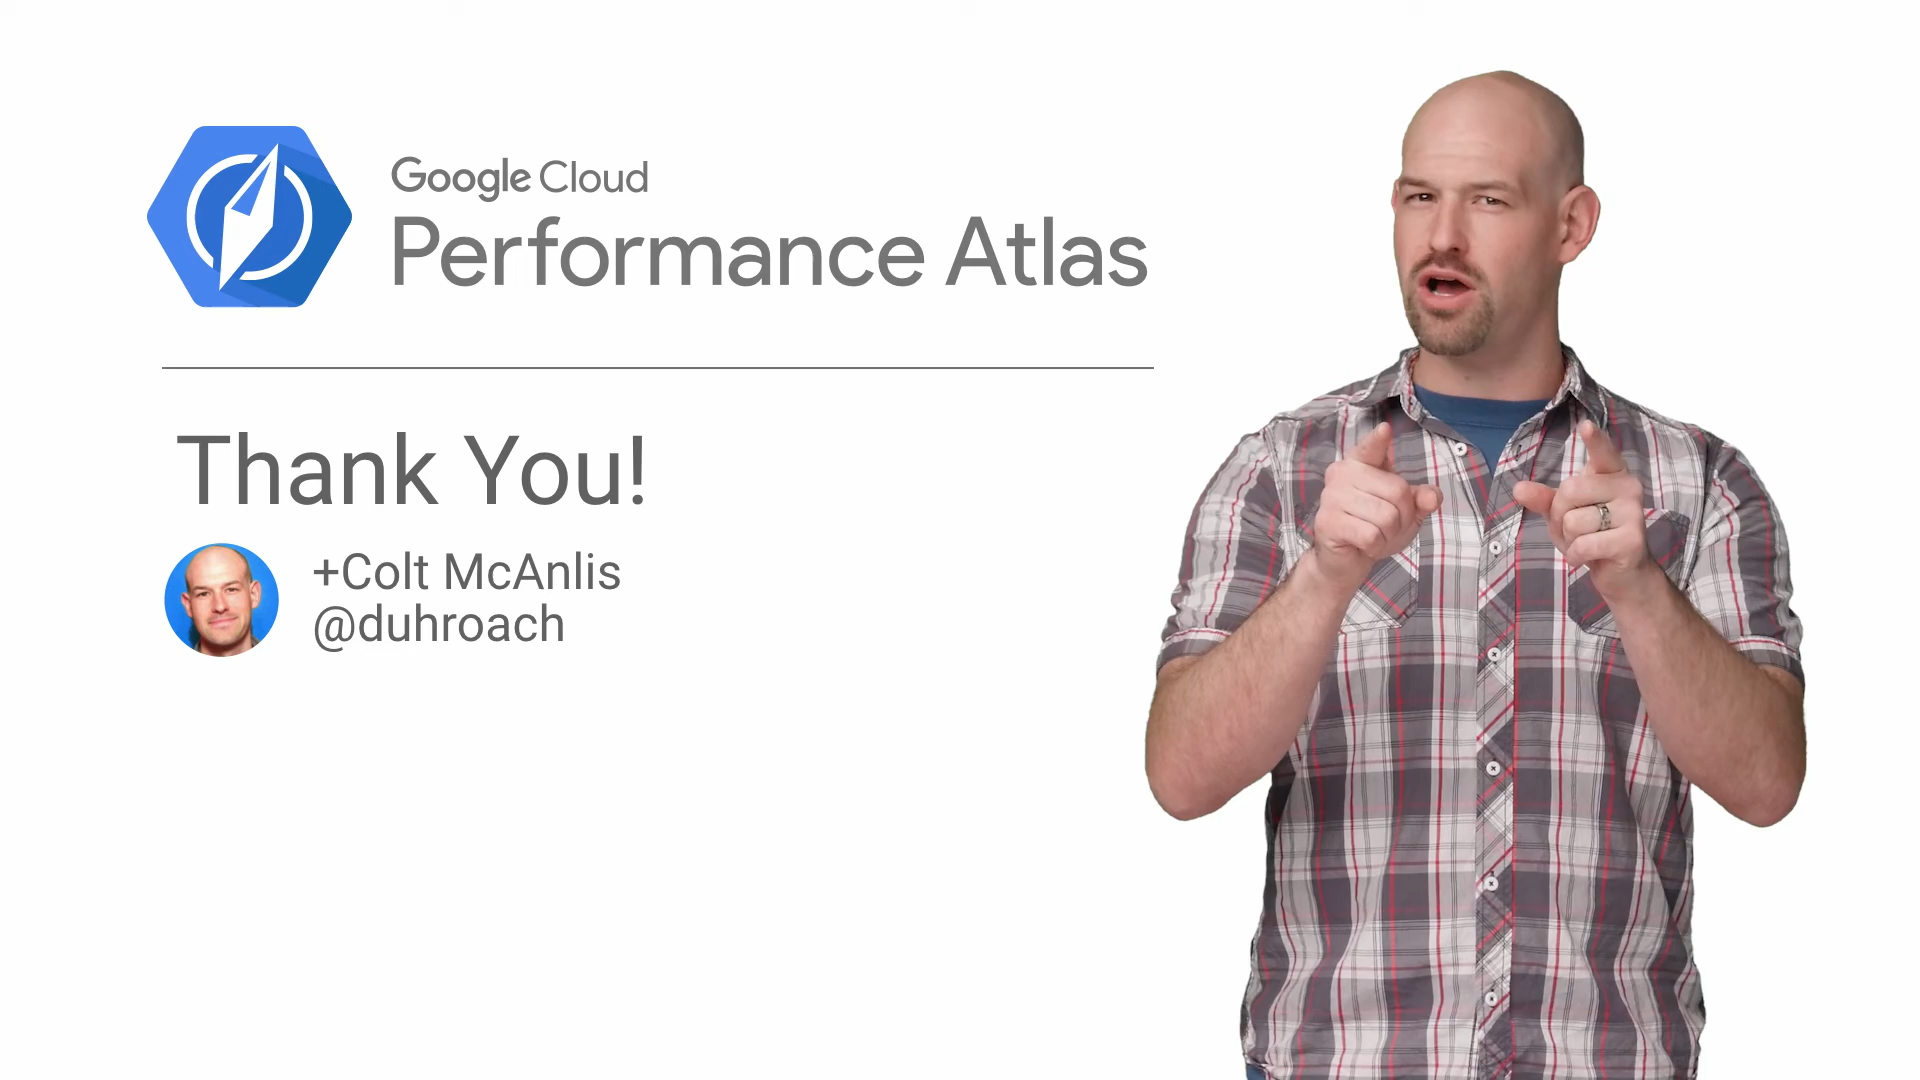 Google Cloud
Performance Atlas
Thank You!
+Colt McAnlis
@duhroach